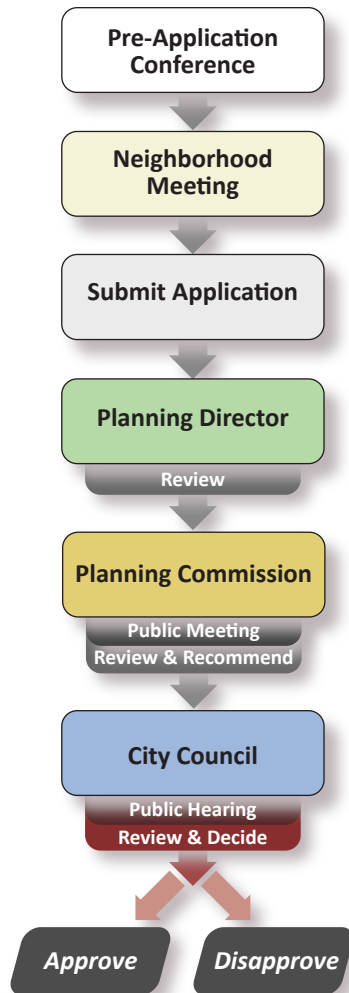 Pre-Application
Conference
Neighborhood
Meeting
Submit Application
Planning Director
Review
Planning Commission
Public Meeting
Review & Recommend
City Council
Public Hearing
Review & Decide
Approve
Disapprove